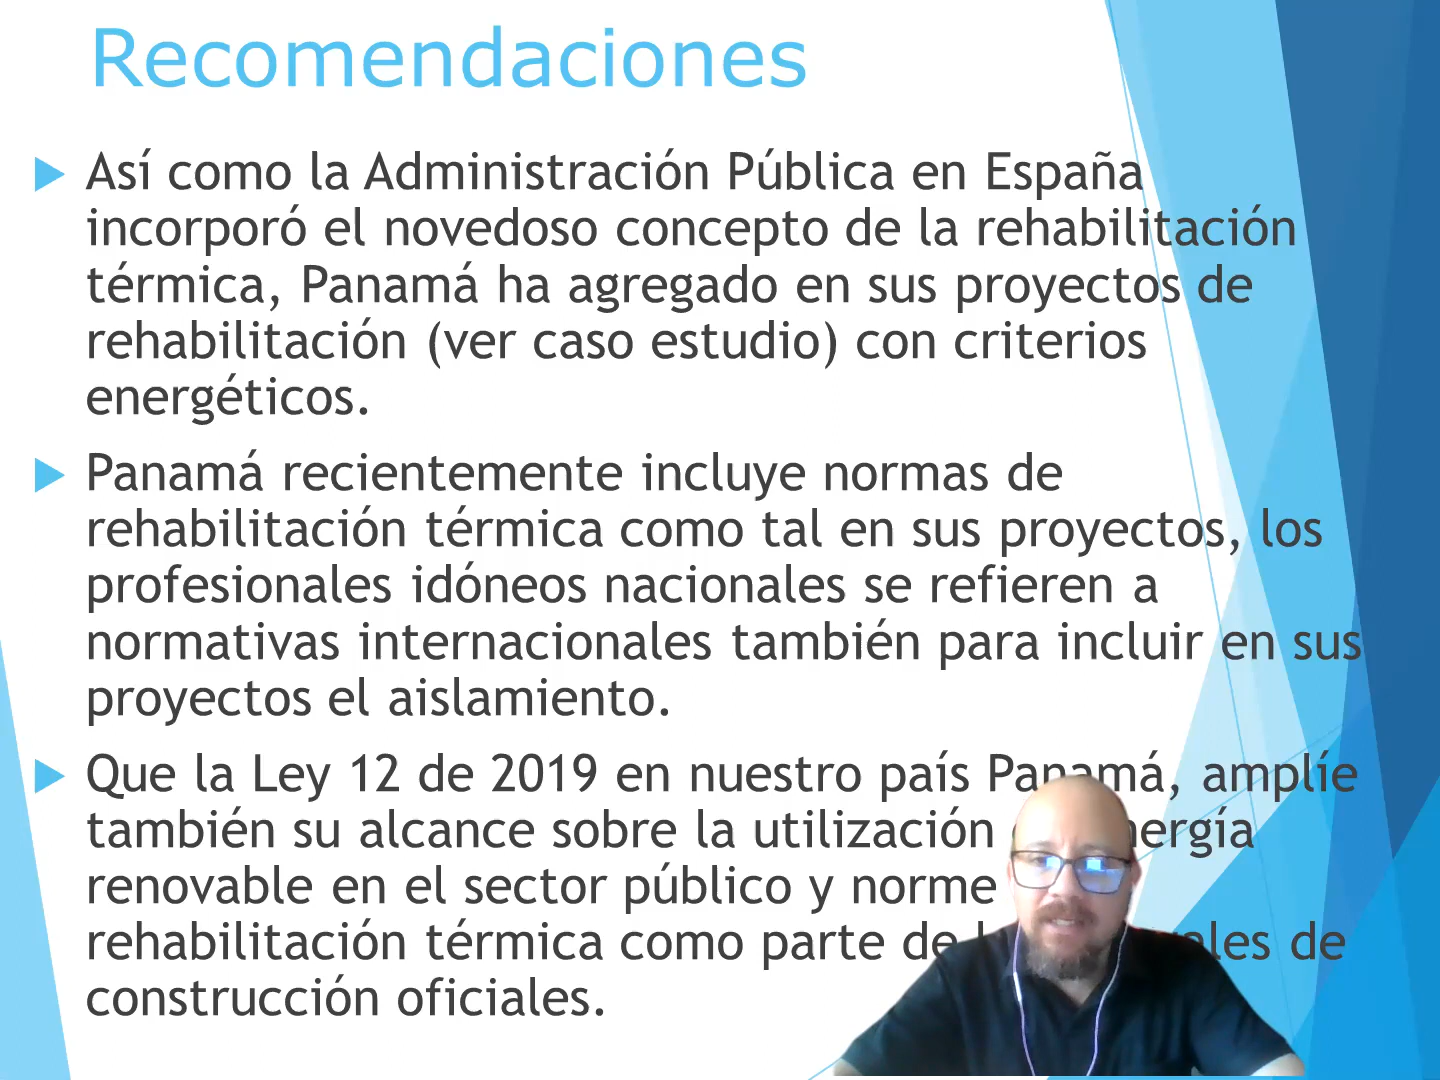 Recomendaciones
Así como la Administración Pública en España
incorporó el novedoso concepto de la rehabilitación
térmica, Panamá ha agregado en sus proyectos de
rehabilitación (ver caso estudio) con criterios
energéticos.
Panamá recientemente incluye normas de
rehabilitación térmica como tal en sus proyectos, los
profesionales idóneos nacionales se refieren a
normativas internacionales también para incluir en sus
proyectos el aislamiento.
Que la Ley 12 de 2019 en nuestro país Panamá, amplíe
también su alcance sobre la utilización energía
renovable en el sector público y norme
rehabilitación térmica como parte de de
construcción oficiales.